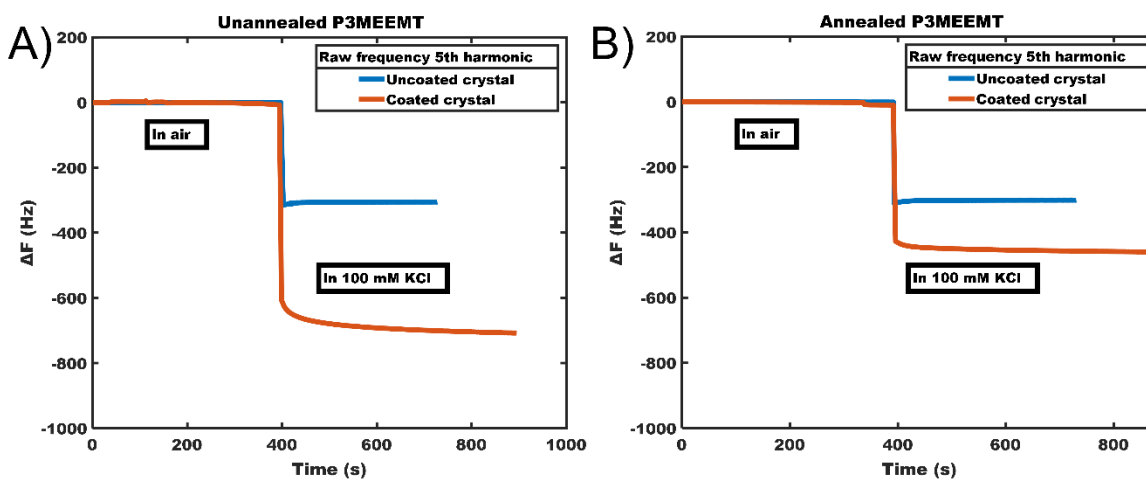 A)
Unannealed P3MEEMT
200
0
-200
-400
-600
-800
-1000
ΔF (Hz)
0
200
400
600
800
1000
Time (s)
Raw frequency 5th harmonic
Uncoated crystal
Coated crystal
In air
In 100 mM KCl
B)
Annealed P3MEEMT
200
0
-200
-400
-600
-800
-1000
ΔF (Hz)
0
200
400
600
800
Time (s)
Raw frequency 5th harmonic
Uncoated crystal
Coated crystal
In air
In 100 mM KCl